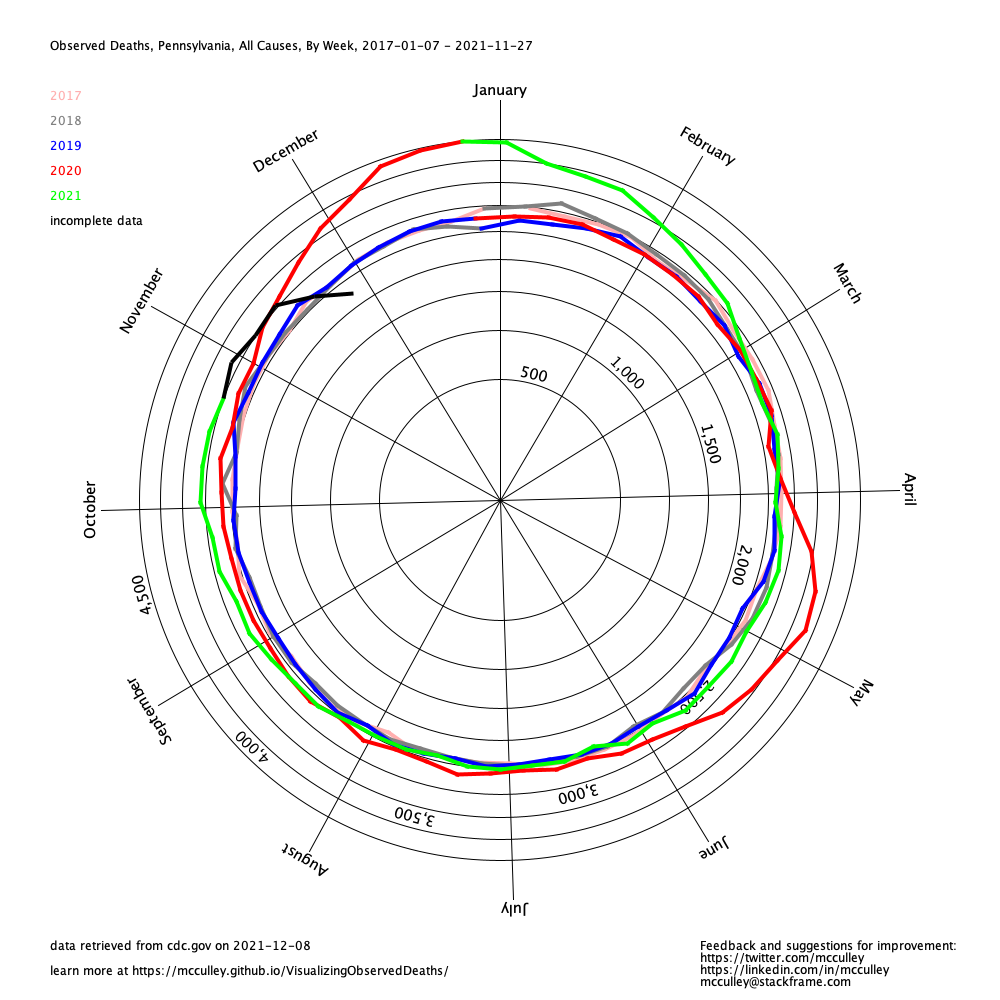 Observed Deaths, Pennsylvania, All Causes, By Week, 2017-01-07 - 2021-11-27
2017
2018
2019
2020
2021
incomplete data
January
February
March
April
May
June
July
August
September
October
November
December
500
1,000
1,500
2,000
2,500
3,000
3,500
4,000
4,500
data retrieved from cdc.gov on 2021-12-08
learn more at https://mcculley.github.io/VisualizingObservedDeaths/
Feedback and suggestions for improvement:
https://twitter.com/mcculley
https://linkedin.com/in/mcculley
mcculley@stackframe.com